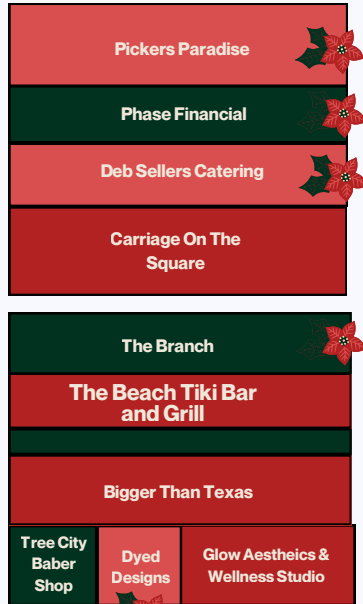 Pickers Paradise
Phase Financial
Deb Sellers Catering
Carriage On The
Square
The Branch
The Beach Tiki Bar
and Grill
Bigger Than Texas
Tree City
Baber
Shop
Dyed
Designs
Glow Aestheics &
Wellness Studio